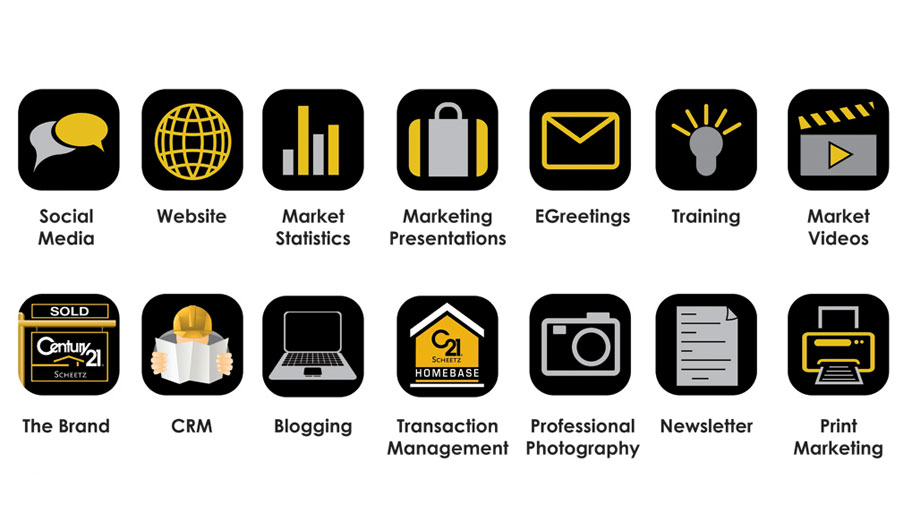 Social
Media
Website
Market
Statistics
Marketing
Presentations
EGreetings
Training
Market
Videos
SOLD
Century
21
SCHEETZ
C21
SCHEETZ
HOMEBASE
The Brand
CRM
Blogging
Transaction
Management
Professional
Photography
Newsletter
Print
Marketing